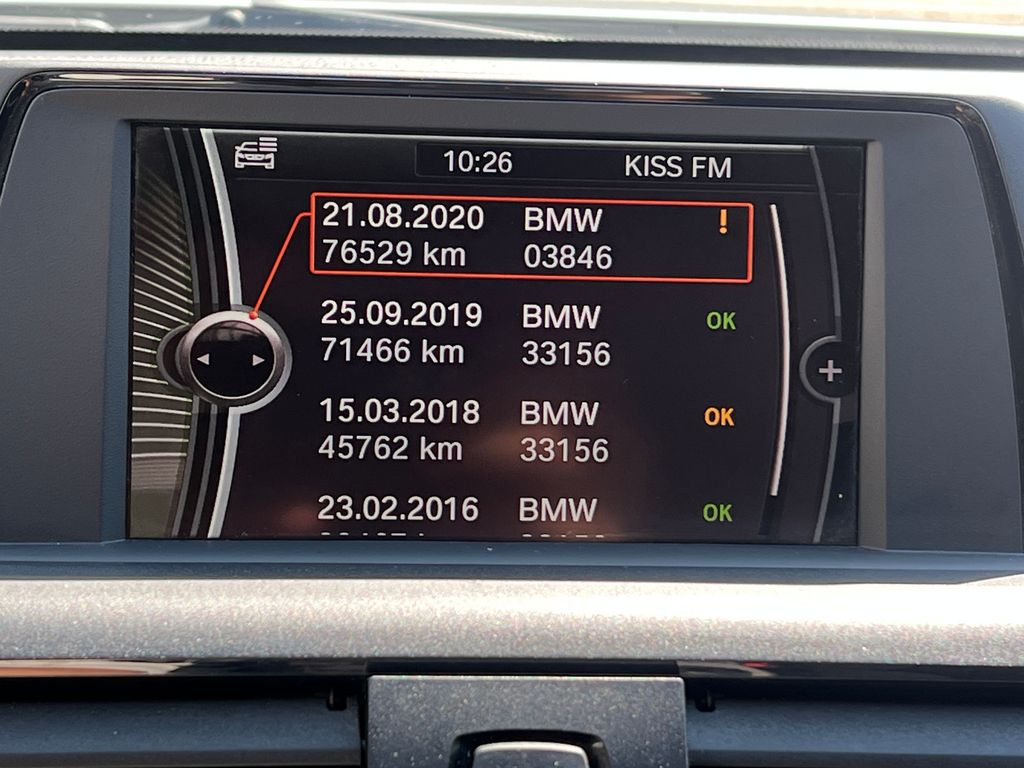 10:26 KISS FM
21.08.2020 BMW !
76529 km 03846
25.09.2019 BMW OK
71466 km 33156
15.03.2018 BMW OK
45762 km 33156
23.02.2016 BMW OK